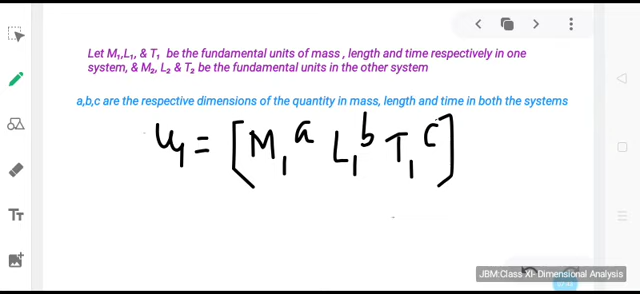 Let M₁,L₁, & T₁ be the fundamental units of mass , length and time respectively in one
system, & M₂, L₂ & T₂ be the fundamental units in the other system
a,b,c are the respective dimensions of the quantity in mass, length and time in both the systems
u₁ = [M₁ᵃ L₁ᵇ T₁ᶜ]
Tт
JBM:Class XI- Dimensional Analysis